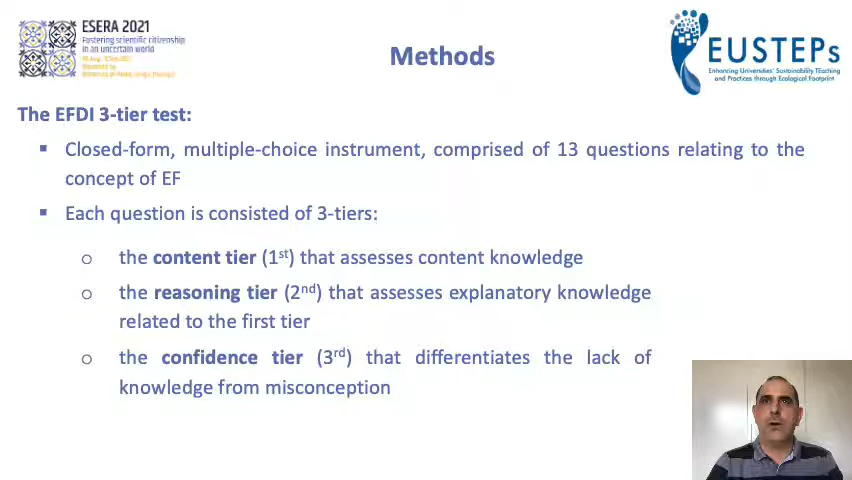 ESERA 2021
Fostering scientific citizenship
in an uncertain world
Methods
EUSTEPs
Enhancing Universities' Sustainability Teaching
and Practices through Ecological Footprint
The EFDI 3-tier test:
▪ Closed-form, multiple-choice instrument, comprised of 13 questions relating to the
concept of EF
▪ Each question is consisted of 3-tiers:
o the content tier (1st) that assesses content knowledge
o the reasoning tier (2nd) that assesses explanatory knowledge
related to the first tier
o the confidence tier (3rd) that differentiates the lack of
knowledge from misconception